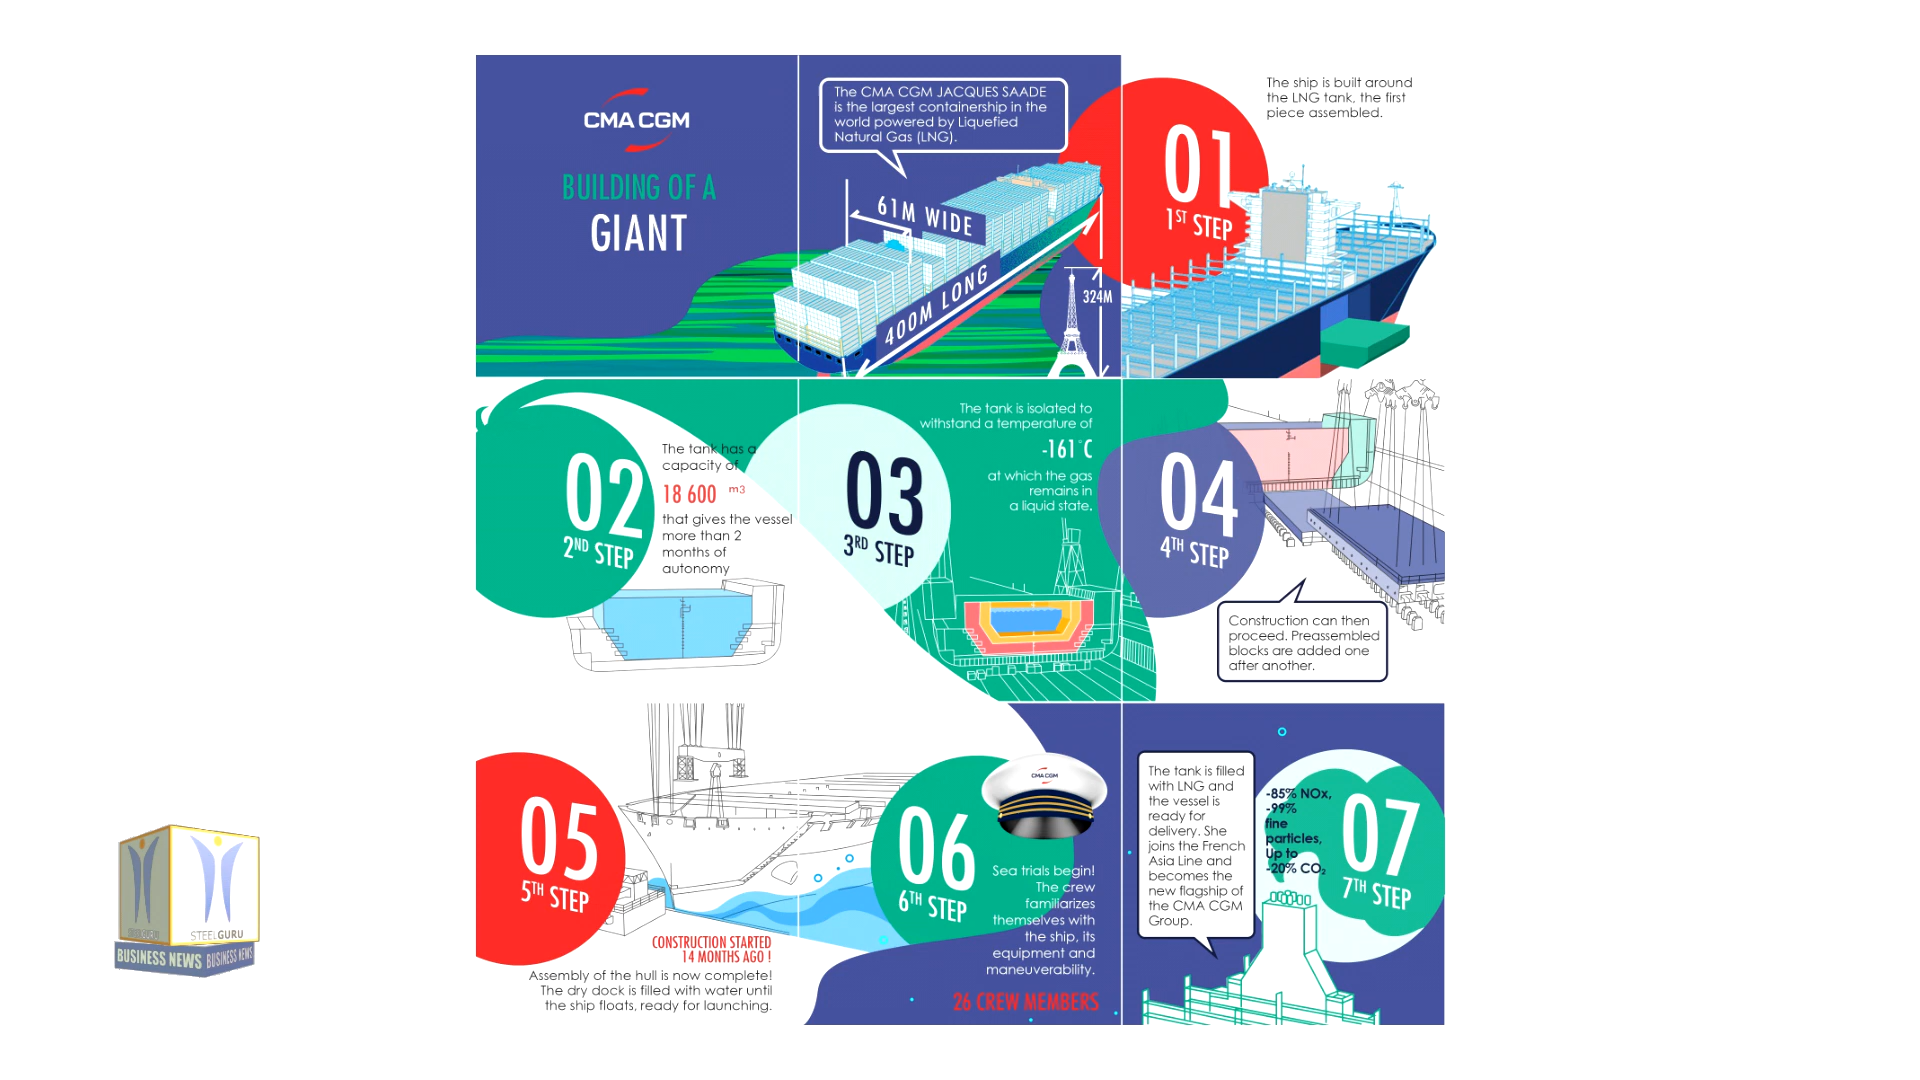 CMA CGM
BUILDING OF A
GIANT
The CMA CGM JACQUES SAADE
is the largest containership in the
world powered by Liquefied
Natural Gas (LNG).
61M WIDE
400M LONG
324M
The ship is built around
the LNG tank, the first
piece assembled.
01
1ST STEP
02
2ND STEP
The tank has a
capacity of
18 600 m3
that gives the vessel
more than 2
months of
autonomy
03
3RD STEP
The tank is isolated to
withstand a temperature of
-161°C
at which the gas
remains in
a liquid state.
04
4TH STEP
Construction can then
proceed. Preassembled
blocks are added one
after another.
05
5TH STEP
CONSTRUCTION STARTED
14 MONTHS AGO !
Assembly of the hull is now complete!
The dry dock is filled with water until
the ship floats, ready for launching.
06
6TH STEP
CMA CGM
Sea trials begin!
The crew
familiarizes
themselves with
the ship, its
equipment and
maneuverability.
26 CREW MEMBERS
The tank is filled
with LNG and
the vessel is
ready for
delivery. She
joins the French
Asia Line and
becomes the
new flagship of
the CMA CGM
Group.
-85% NOx,
-99%
fine
particles,
Up to
-20% CO₂
07
7TH STEP
STEELGURU
STEELGURU
BUSINESS NEWS
BUSINESS NEWS